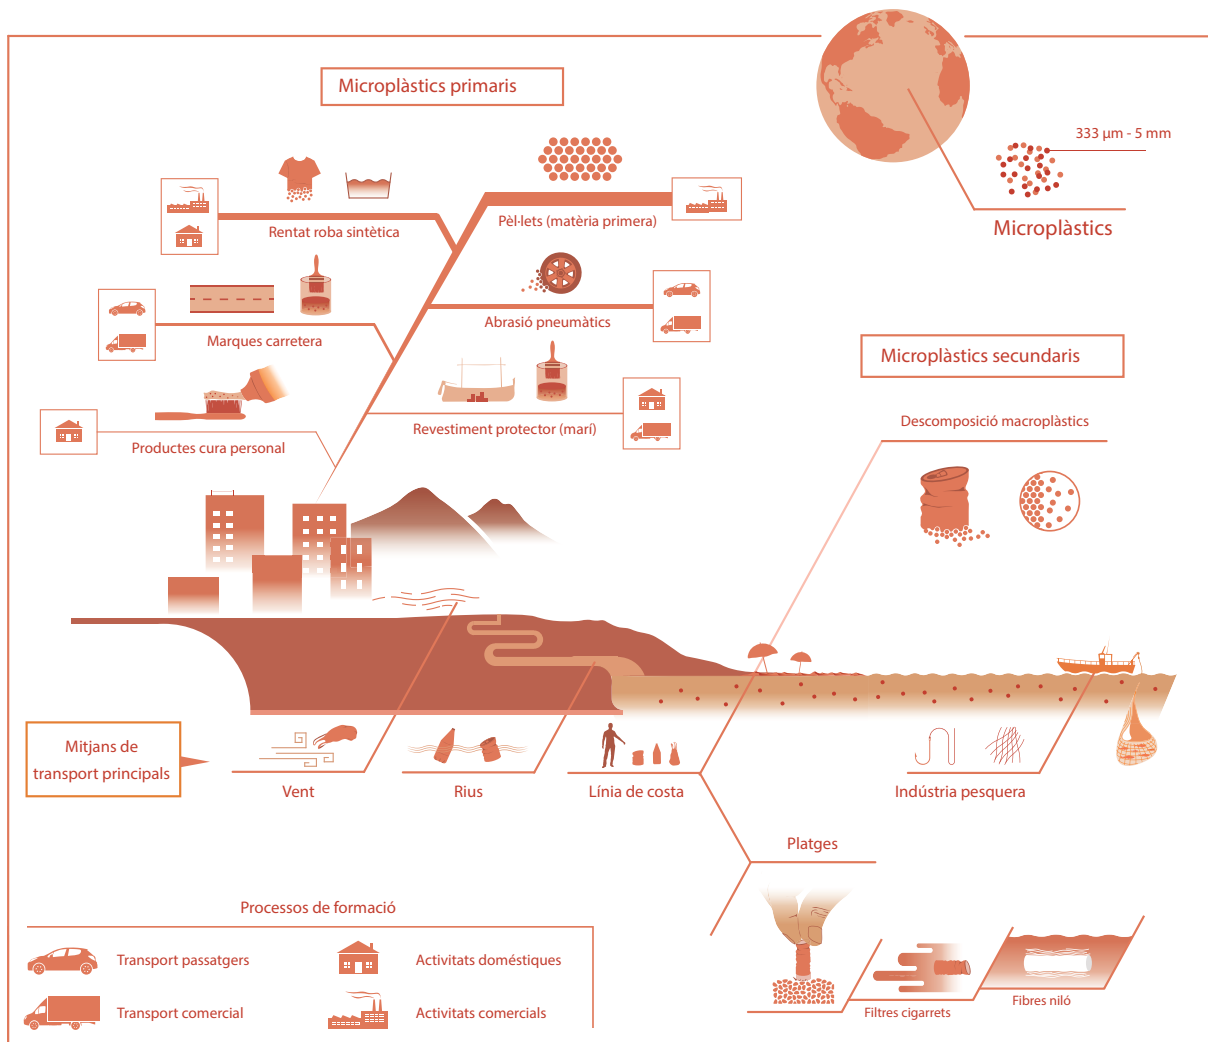 Microplàstics primaris
333 µm - 5 mm
Microplàstics
Rentat roba sintètica
Pèl·lets (matèria primera)
Marques carretera
Abrasió pneumàtics
Productes cura personal
Revestiment protector (marí)
Microplàstics secundaris
Descomposició macroplàstics
Mitjans de
transport principals
Vent
Rius
Línia de costa
Indústria pesquera
Platges
Filtres cigarrets
Fibres niló
Processos de formació
Transport passatgers
Activitats doméstiques
Transport comercial
Activitats comercials